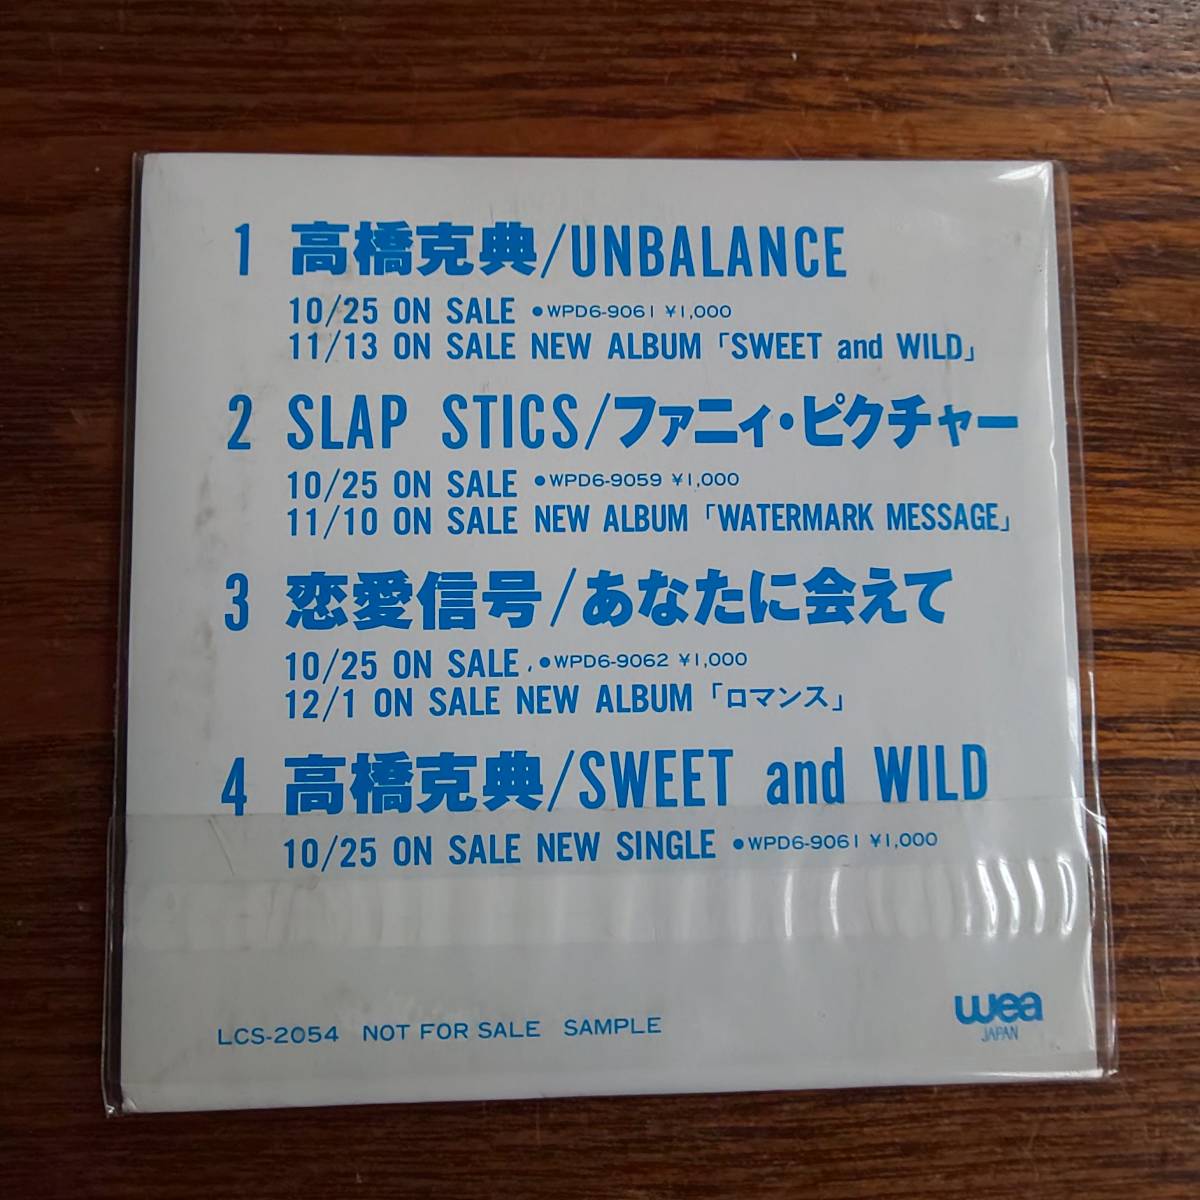 1 高橋克典/UNBALANCE
10/25 ON SALE ●WPD6-9061 ¥1,000
11/13 ON SALE NEW ALBUM「SWEET and WILD」
2 SLAP STICS/ファニィ・ピクチャー
10/25 ON SALE ●WPD6-9059 ¥1,000
11/10 ON SALE NEW ALBUM「WATERMARK MESSAGE」
3 恋愛信号/あなたに会えて
10/25 ON SALE ●WPD6-9062 ¥1,000
12/1 ON SALE NEW ALBUM「ロマンス」
4 高橋克典/SWEET and WILD
10/25 ON SALE NEW SINGLE ●WPD6-9061 ¥1,000
LCS-2054 NOT FOR SALE SAMPLE
wea
JAPAN